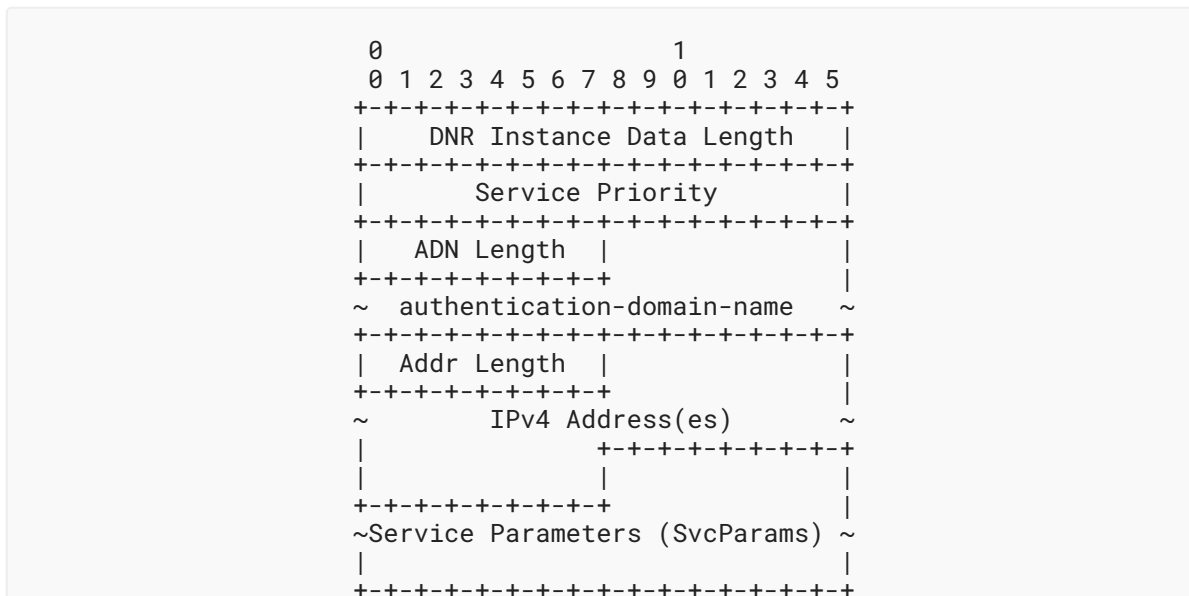 0                   1
 0 1 2 3 4 5 6 7 8 9 0 1 2 3 4 5
+-+-+-+-+-+-+-+-+-+-+-+-+-+-+-+-+
|    DNR Instance Data Length   |
+-+-+-+-+-+-+-+-+-+-+-+-+-+-+-+-+
|       Service Priority        |
+-+-+-+-+-+-+-+-+-+-+-+-+-+-+-+-+
|   ADN Length  |               |
+-+-+-+-+-+-+-+-+               |
~  authentication-domain-name   ~
+-+-+-+-+-+-+-+-+-+-+-+-+-+-+-+-+
|  Addr Length  |               |
+-+-+-+-+-+-+-+-+               |
~        IPv4 Address(es)       ~
|               +-+-+-+-+-+-+-+-+
|               |               |
+-+-+-+-+-+-+-+-+               |
~Service Parameters (SvcParams) ~
|                               |
+-+-+-+-+-+-+-+-+-+-+-+-+-+-+-+-+